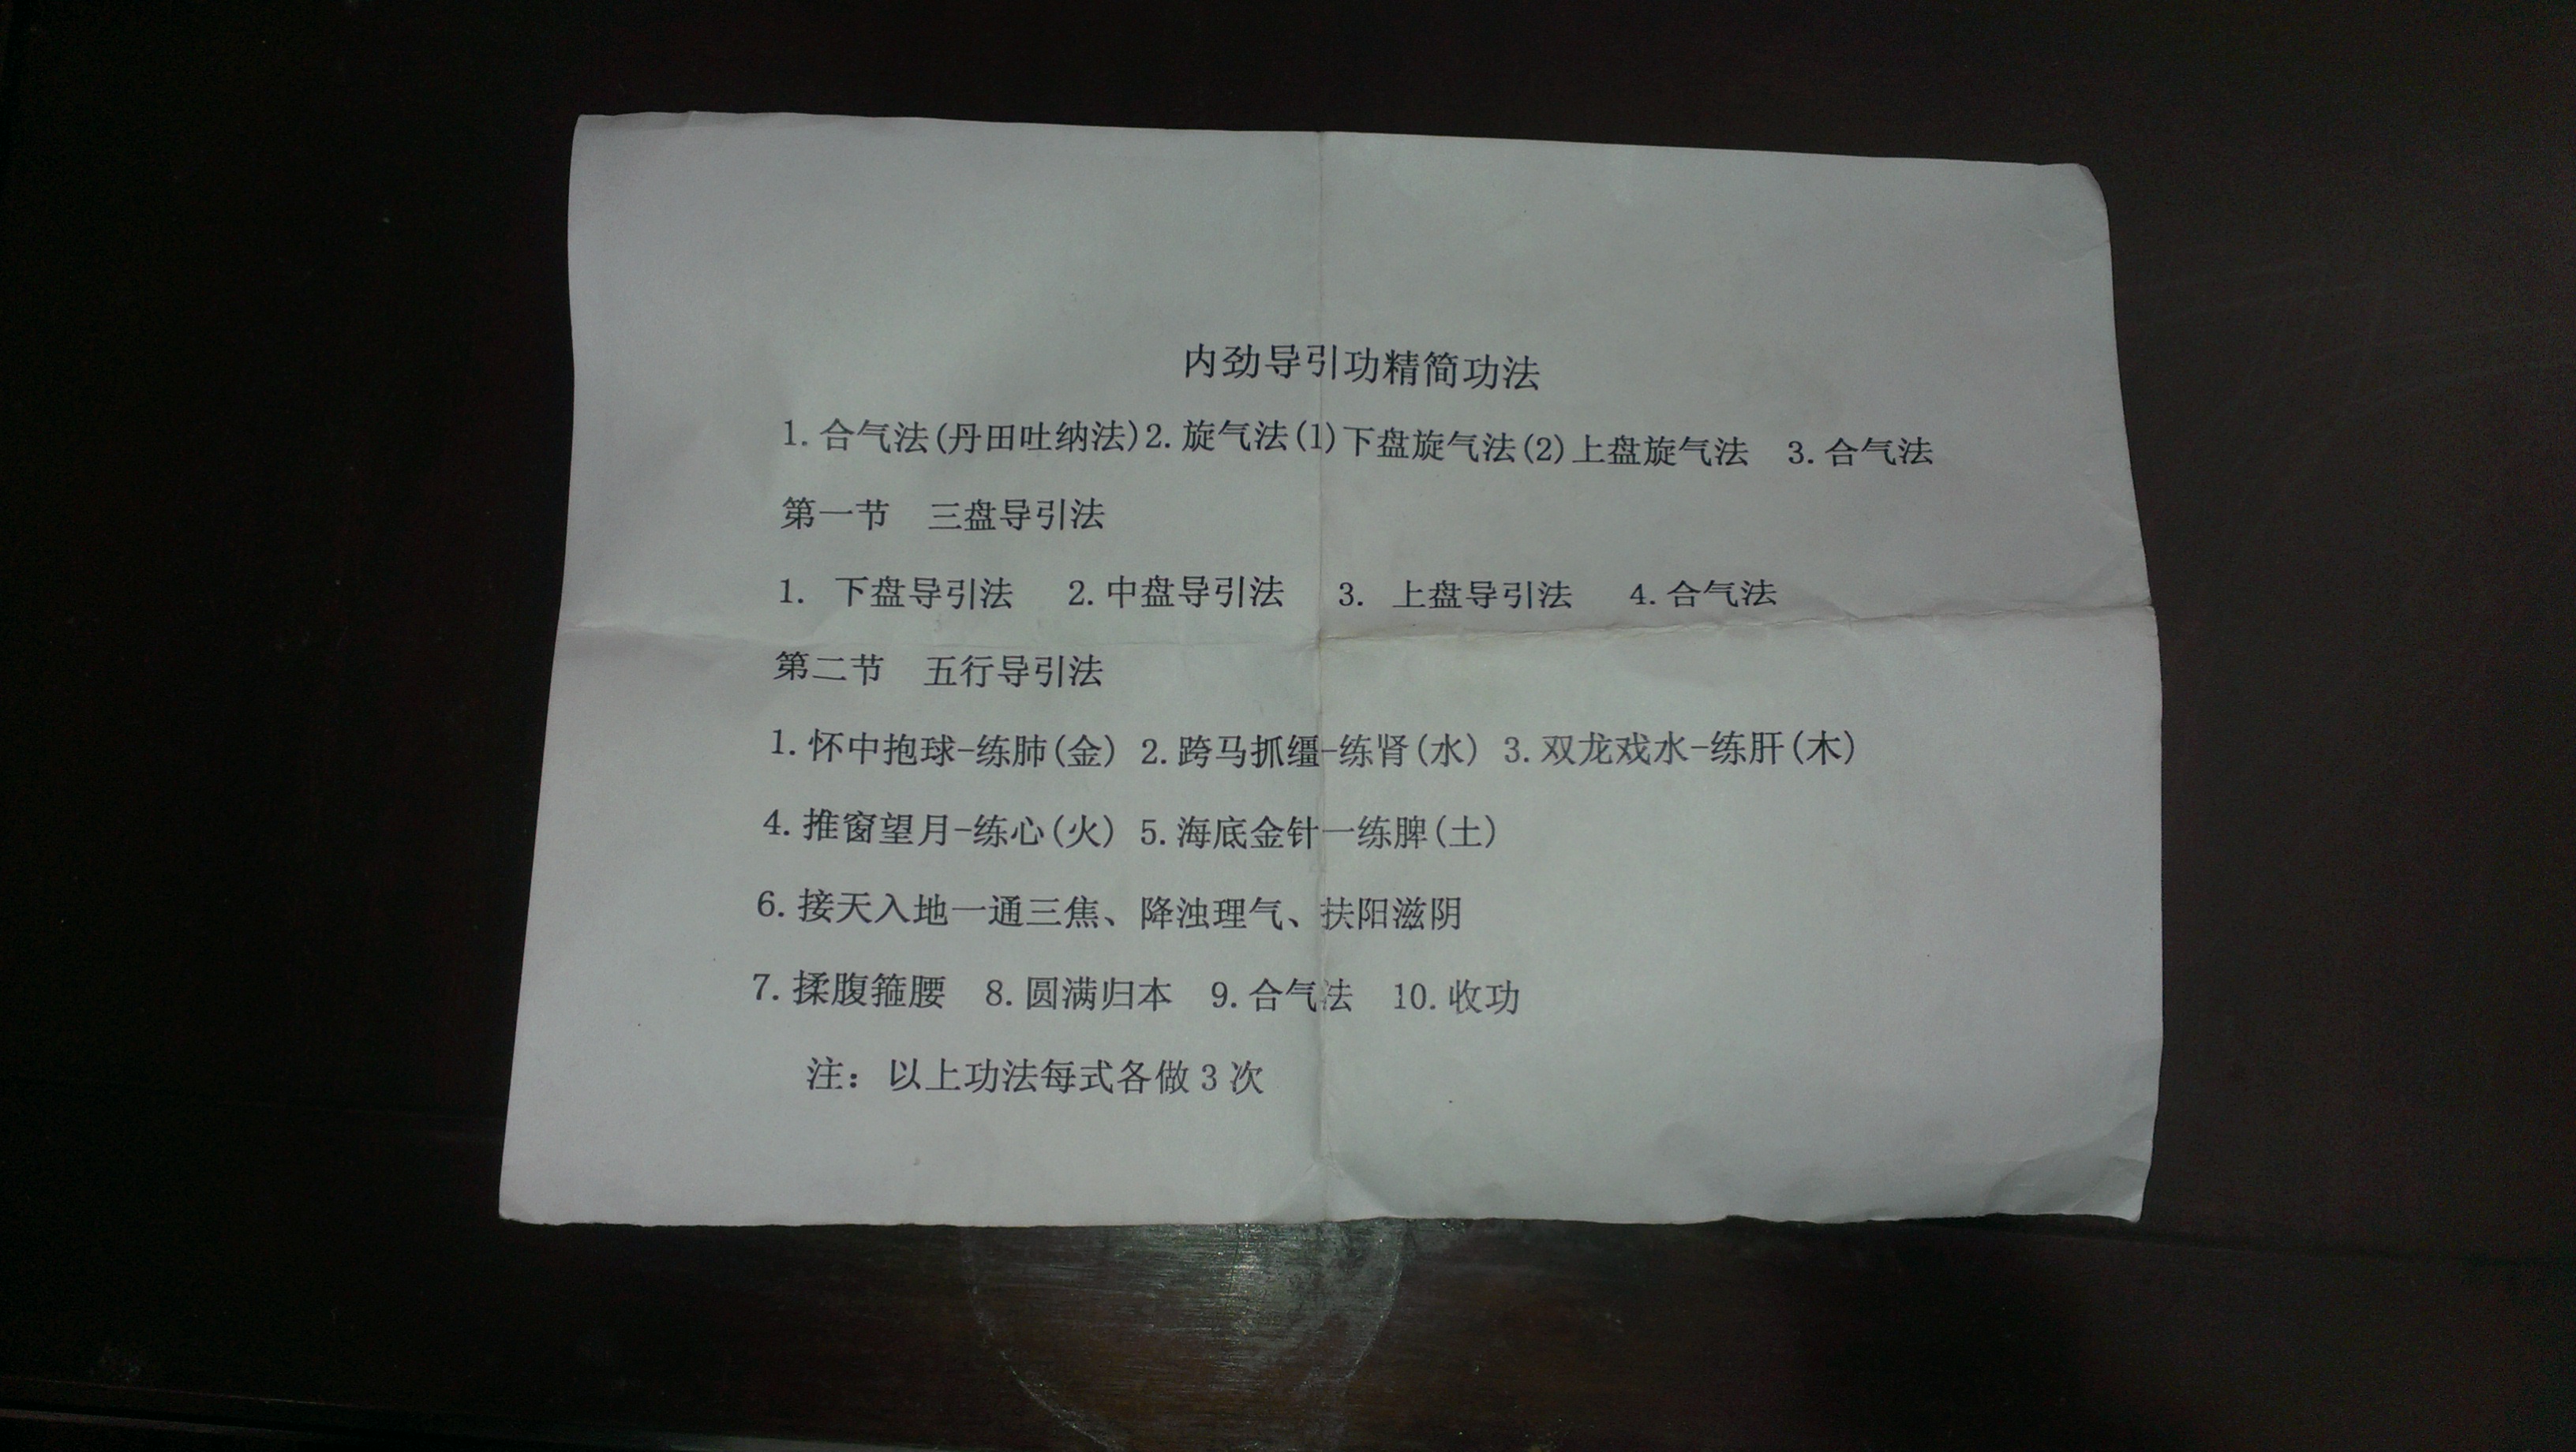 内劲导引功精简功法
1.合气法(丹田吐纳法)2.旋气法(1)下盘旋气法(2)上盘旋气法 3.合气法
第一节 三盘导引法
1. 下盘导引法 2.中盘导引法 3. 上盘导引法 4.合气法
第二节 五行导引法
1.怀中抱球-练肺(金) 2.跨马抓缰-练肾(水) 3.双龙戏水-练肝(木)
4.推窗望月-练心(火) 5.海底金针一练脾(土)
6.接天入地一通三焦、降浊理气、扶阳滋阴
7.揉腹箍腰 8.圆满归本 9.合气法 10.收功
注：以上功法每式各做3次